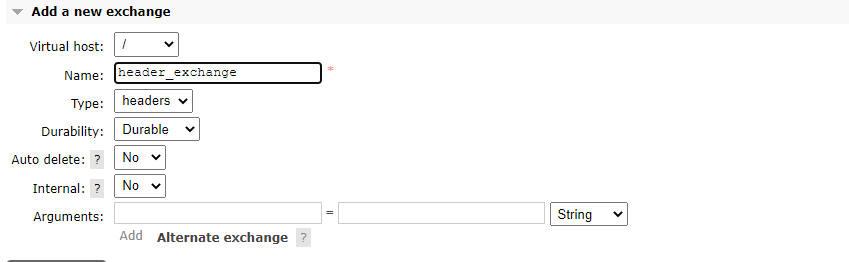 Add a new exchange
Virtual host: /
Name: header_exchange *
Type: headers
Durability: Durable
Auto delete: ? No
Internal: ? No
Arguments: = String
Add Alternate exchange ?